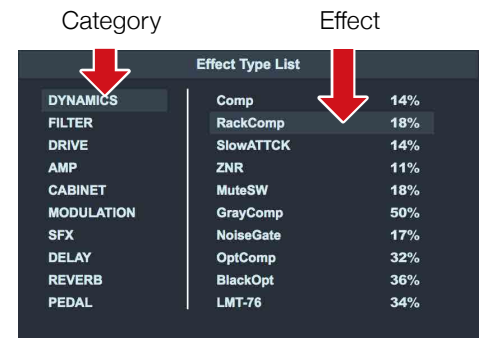 Category Effect
Effect Type List
DYNAMICS Comp 14%
FILTER RackComp 18%
DRIVE SlowATTCK 14%
AMP ZNR 11%
CABINET MuteSW 18%
MODULATION GrayComp 50%
SFX NoiseGate 17%
DELAY OptComp 32%
REVERB BlackOpt 36%
PEDAL LMT-76 34%